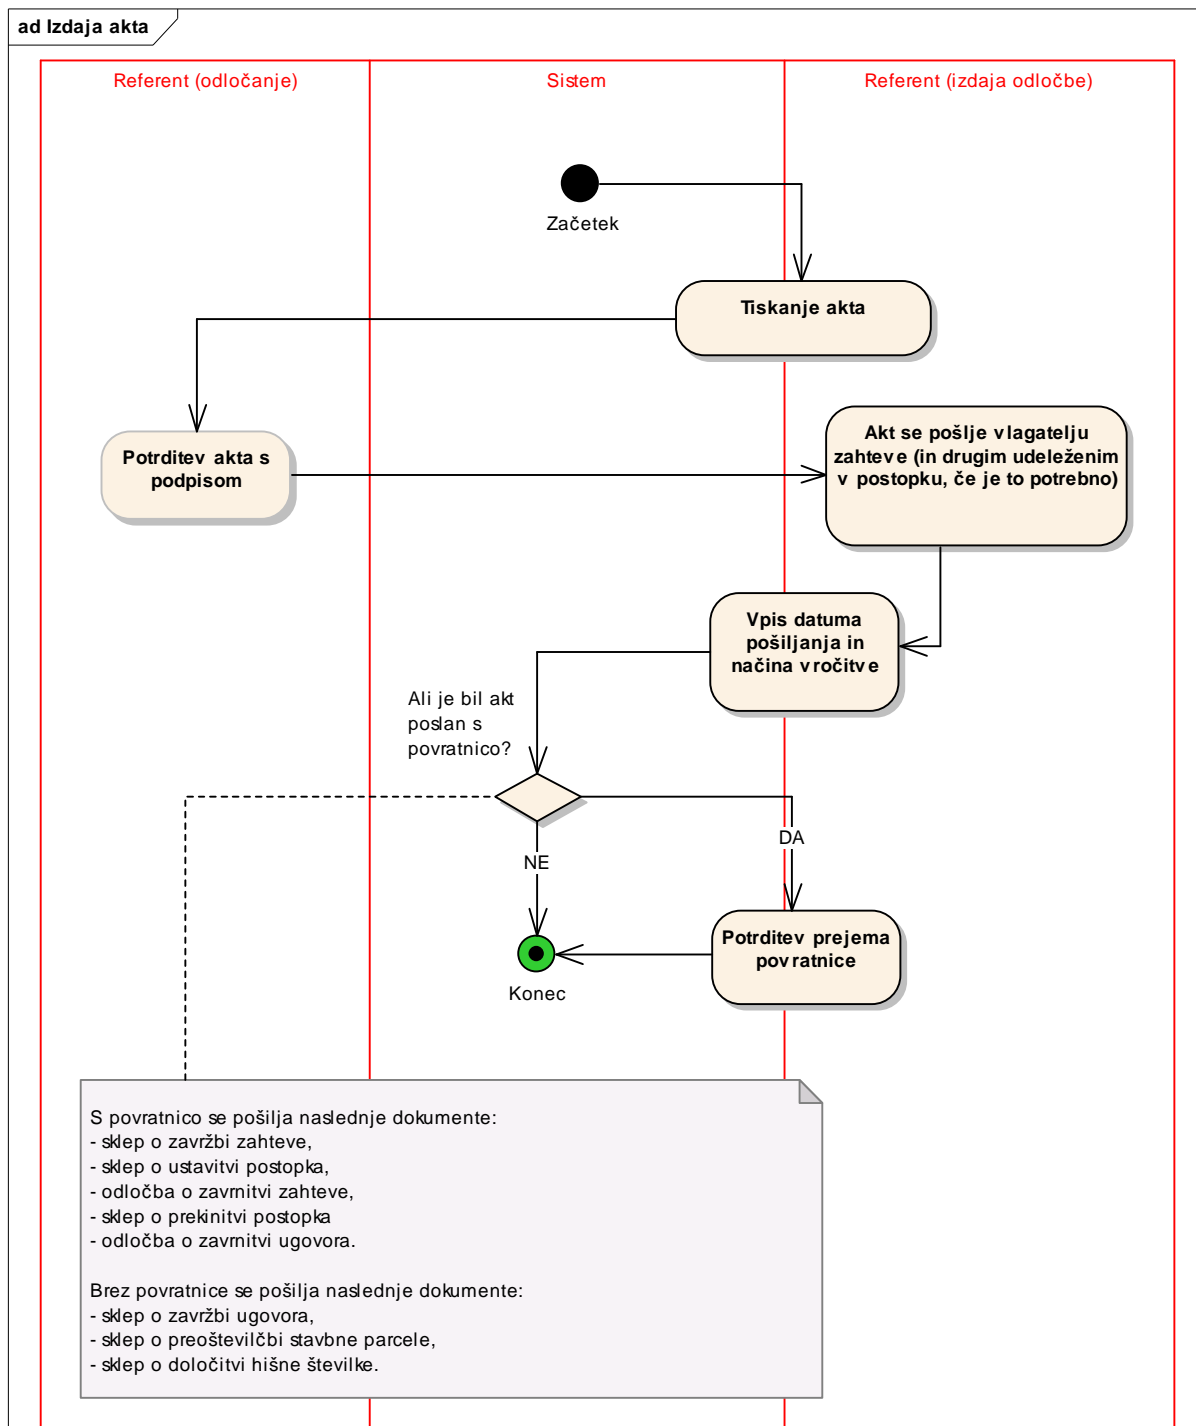 ad Izdaja akta
Referent (odločanje)
Sistem
Referent (izdaja odločbe)
Začetek
Tiskanje akta
Potrditev akta s
podpisom
Akt se pošlje vlagatelju
zahteve (in drugim udeleženim
v postopku, če je to potrebno)
Vpis datuma
pošiljanja in
načina vročitve
Ali je bil akt
poslan s
povratnico?
DA
NE
Potrditev prejema
povratnice
Konec
S povratnico se pošilja naslednje dokumente:
- sklep o zavržbi zahteve,
- sklep o ustavitvi postopka,
- odločba o zavrnitvi zahteve,
- sklep o prekinitvi postopka
- odločba o zavrnitvi ugovora.
Brez povratnice se pošilja naslednje dokumente:
- sklep o zavržbi ugovora,
- sklep o preoštevilčbi stavbne parcele,
- sklep o določitvi hišne številke.